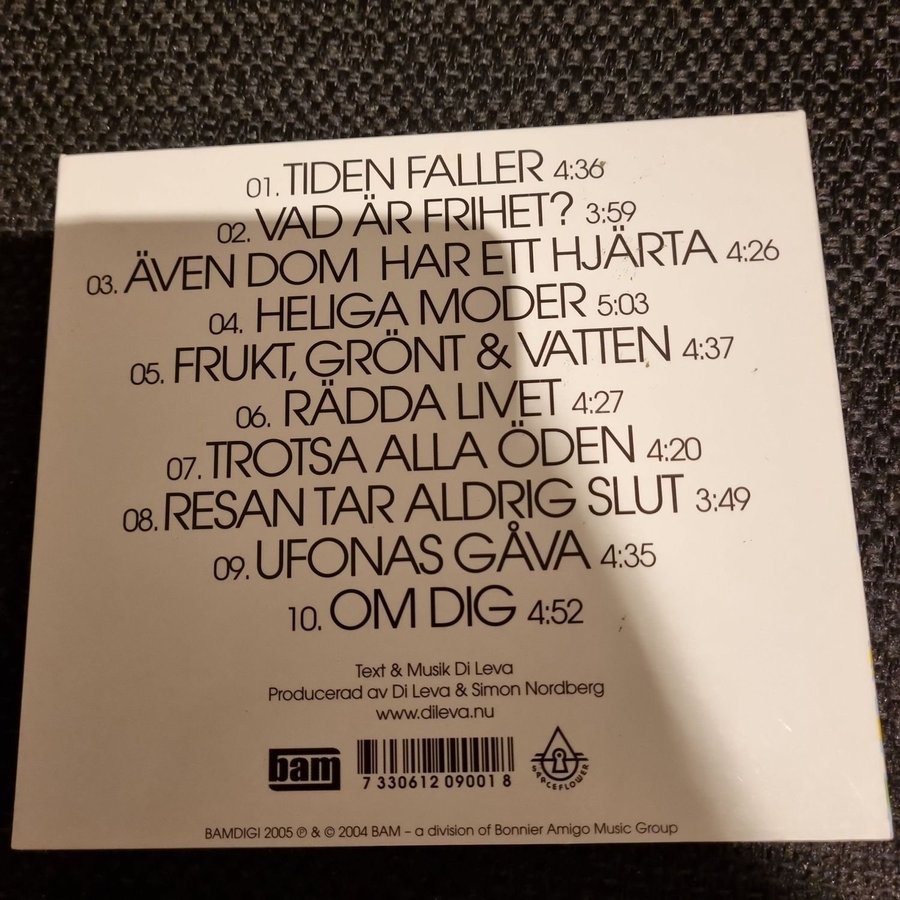 01. TIDEN FALLER 4:36
02. VAD ÄR FRIHET? 3:59
03. ÄVEN DOM HAR ETT HJÄRTA 4:26
04. HELIGA MODER 5:03
05. FRUKT, GRÖNT & VATTEN 4:37
06. RÄDDA LIVET 4:27
07. TROTSA ALLA ÖDEN 4:20
08. RESAN TAR ALDRIG SLUT 3:49
09. UFONAS GÅVA 4:35
10. OM DIG 4:52
Text & Musik Di Leva
Producerad av Di Leva & Simon Nordberg
www.dileva.nu
bam
7 330612 090018
SPACEFLOWER
BAMDIGI 2005 ℗ & © 2004 BAM – a division of Bonnier Amigo Music Group